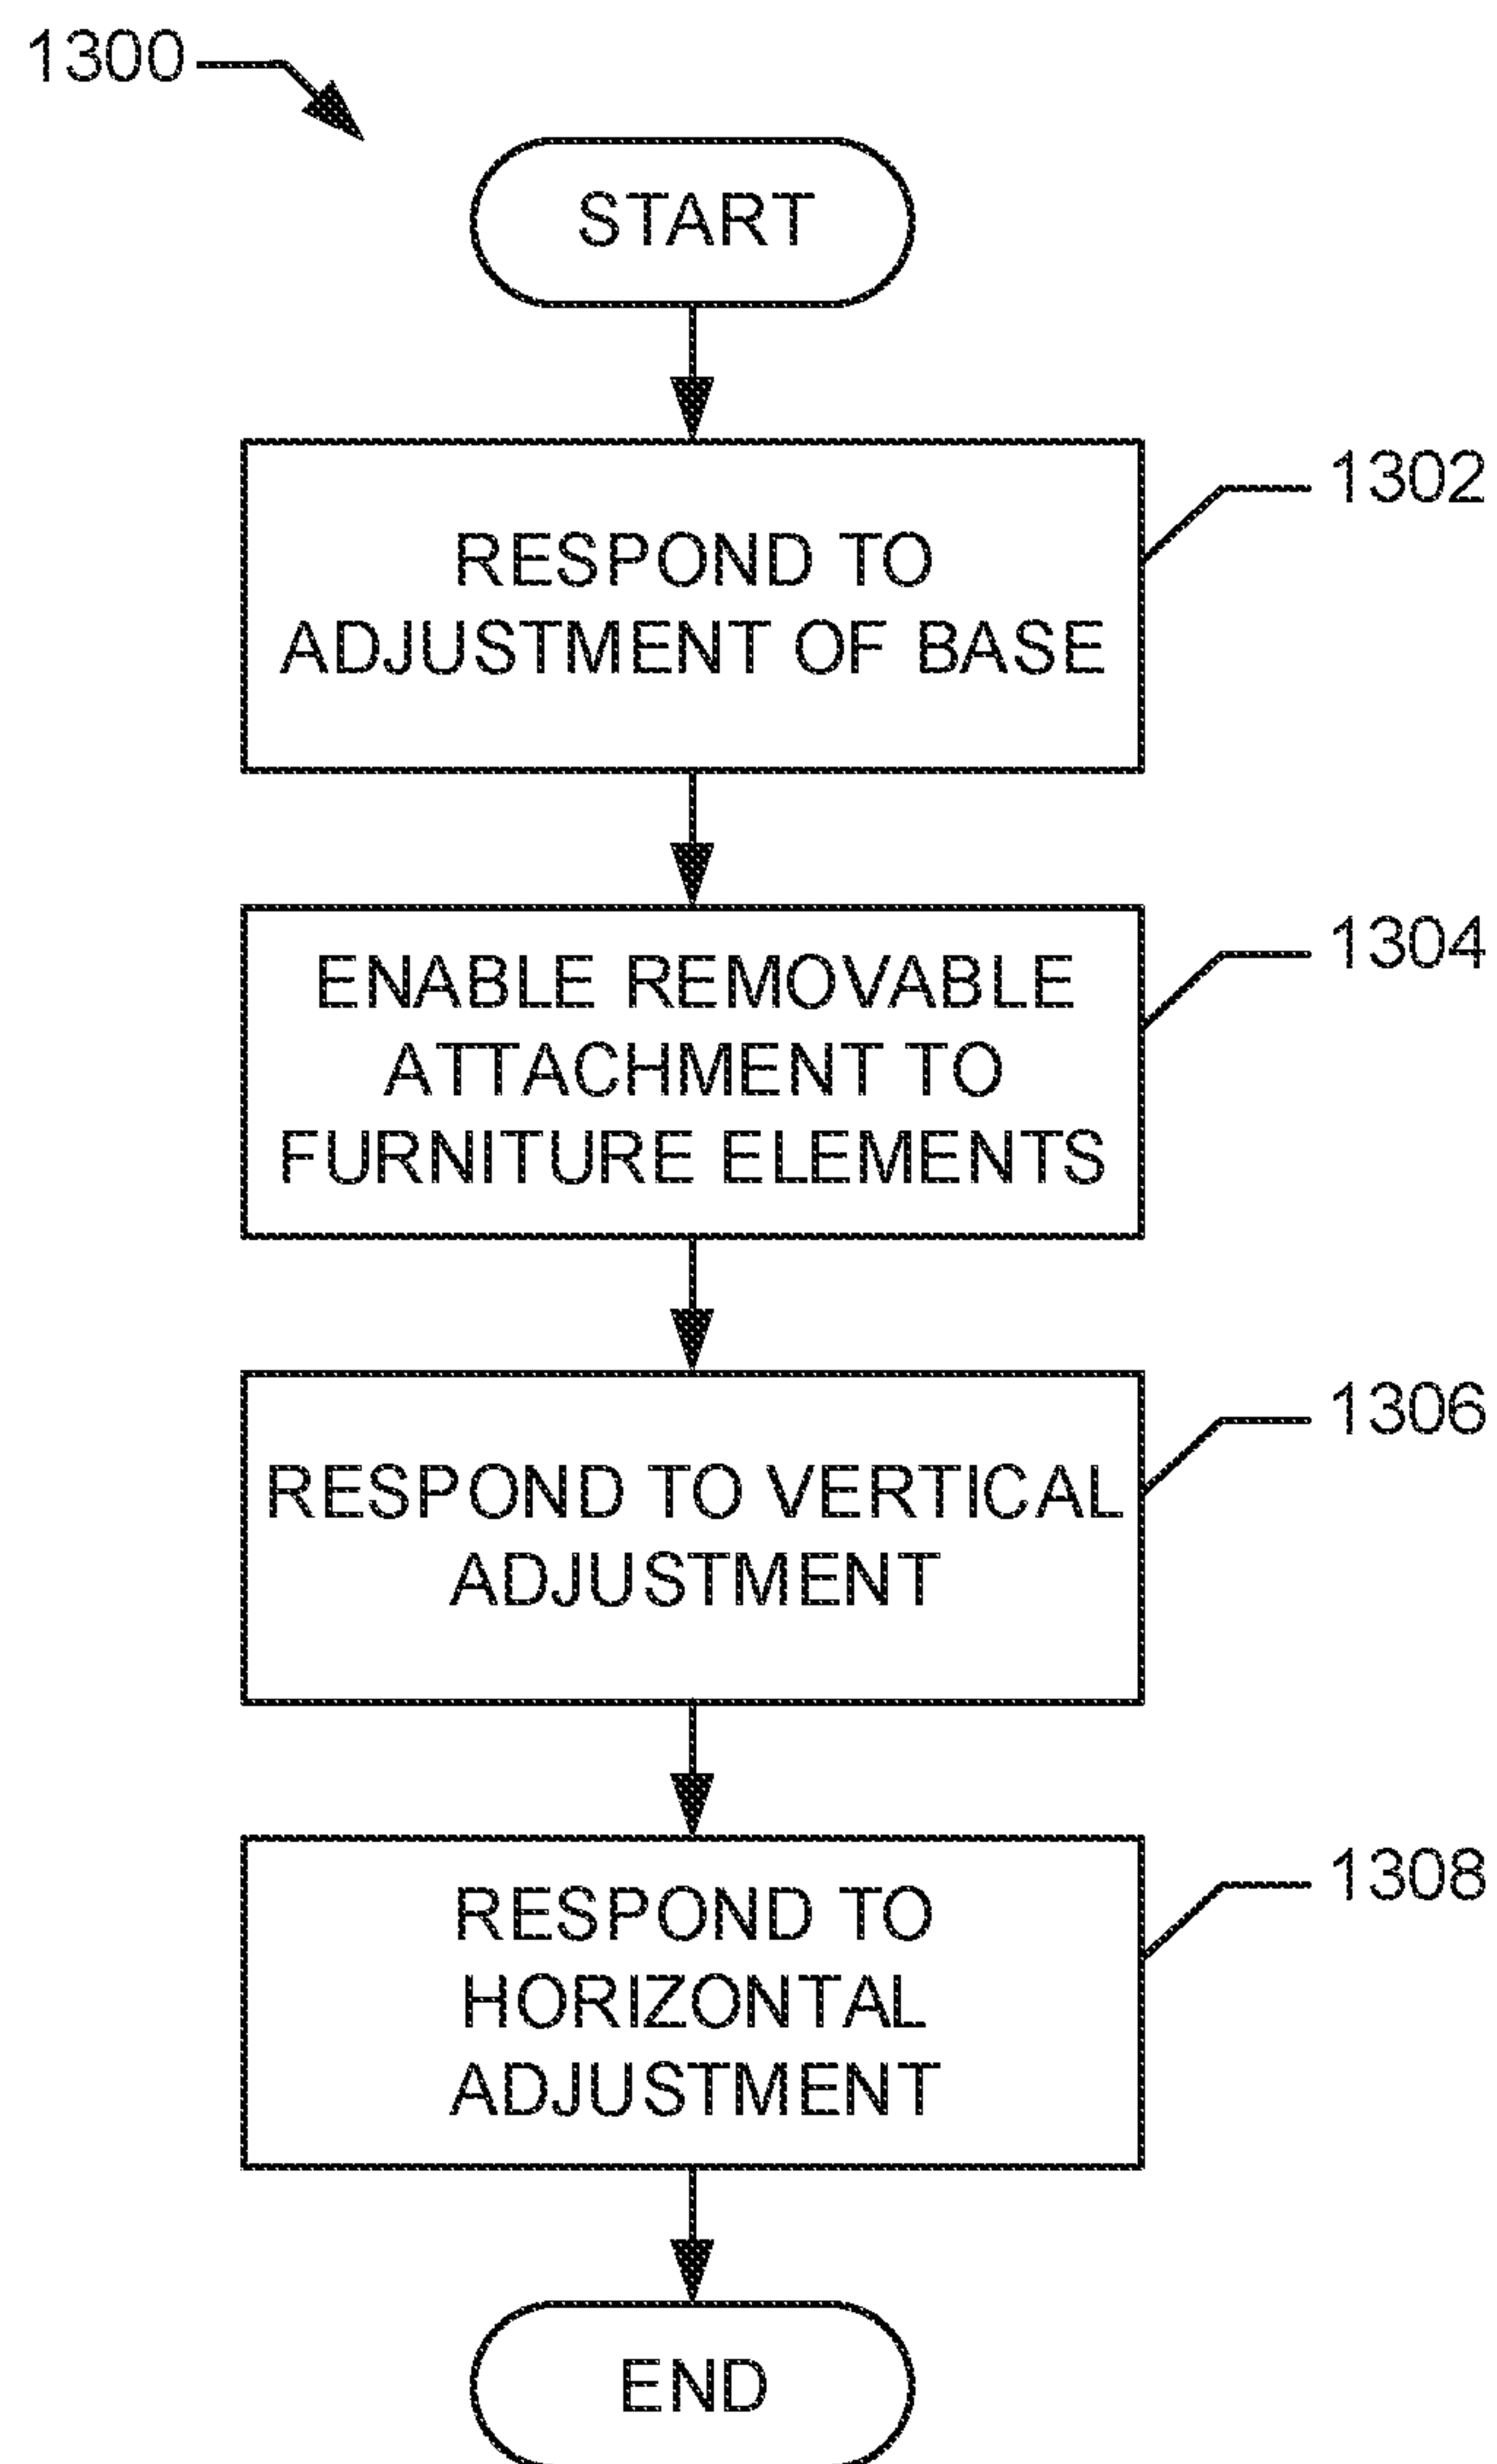 1300
START
RESPOND TO
ADJUSTMENT OF BASE
1302
ENABLE REMOVABLE
ATTACHMENT TO
FURNITURE ELEMENTS
1304
RESPOND TO VERTICAL
ADJUSTMENT
1306
RESPOND TO
HORIZONTAL
ADJUSTMENT
1308
END